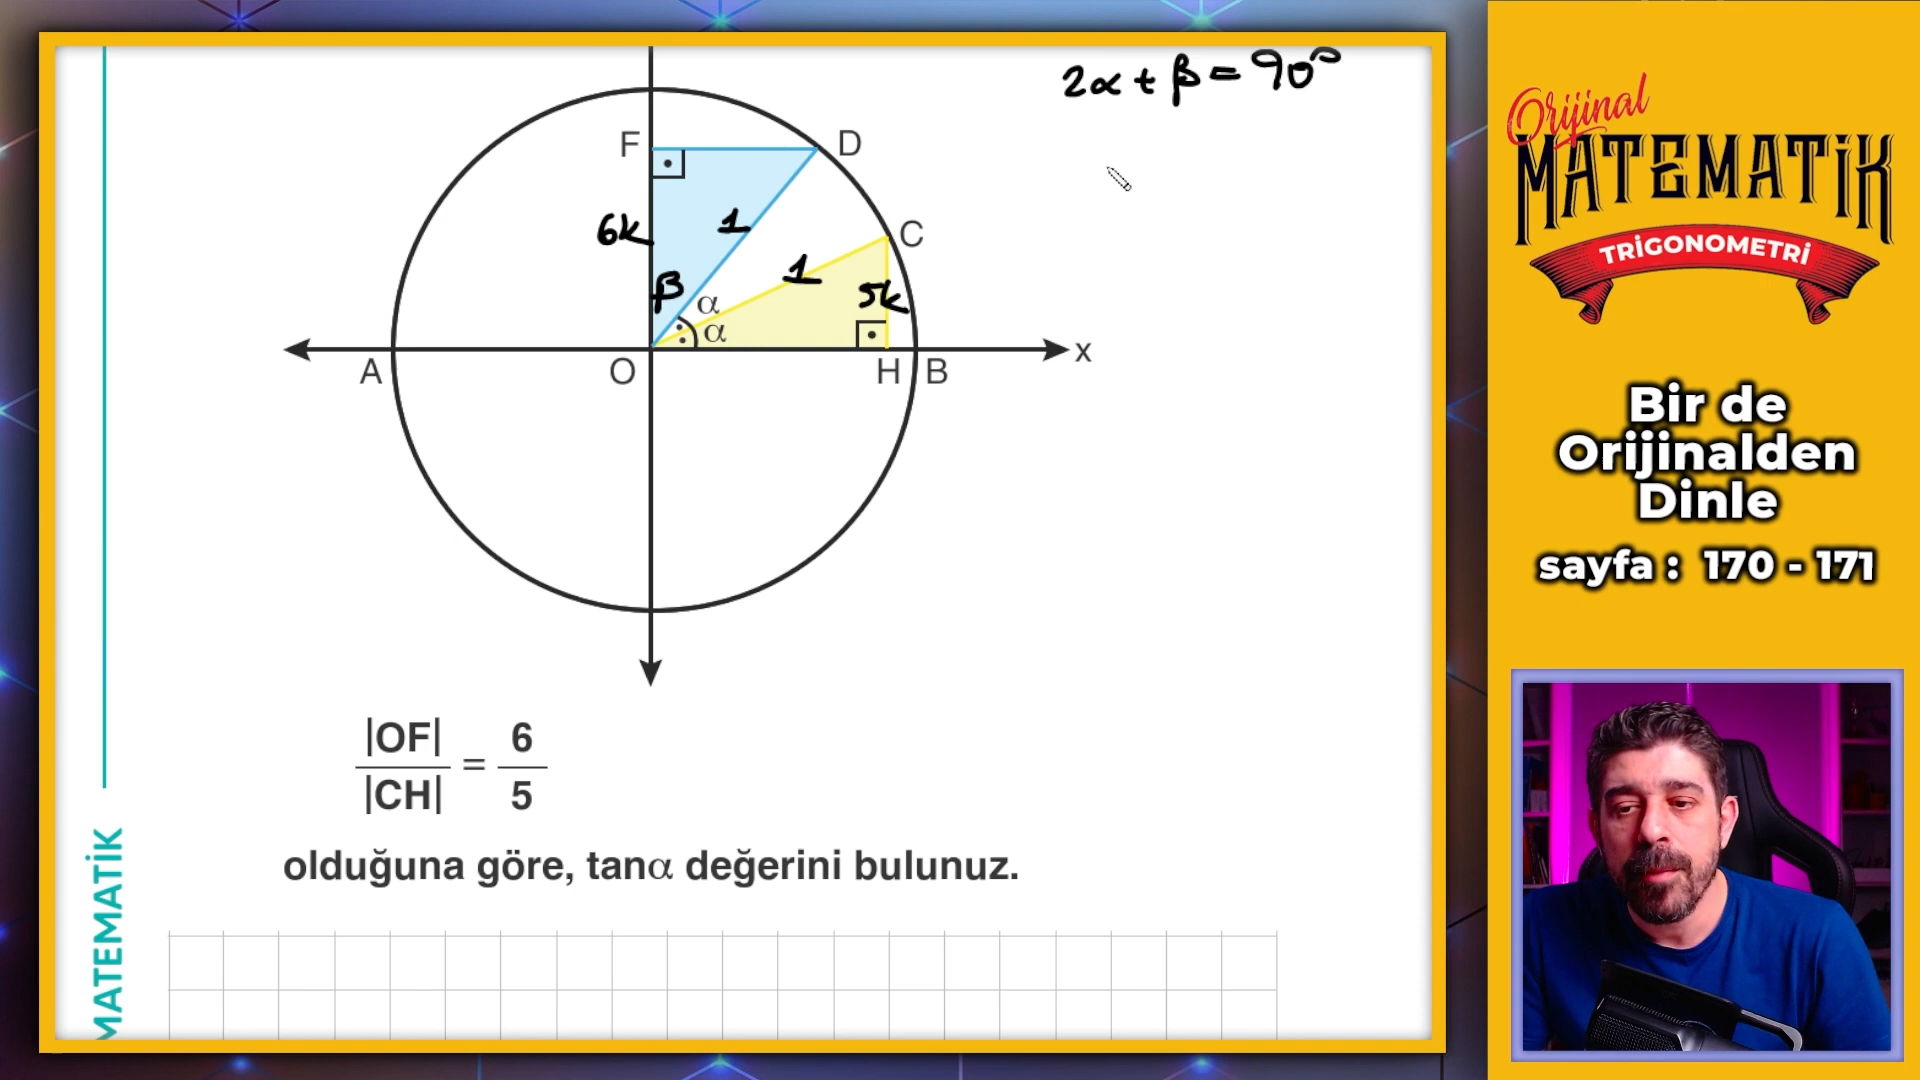 2α + β = 90°
F
D
6k
1
C
1
β
5k
α
α
A
O
H
B
x
|OF|
|CH|
=
6
5
olduğuna göre, tanα değerini bulunuz.
MATEMATİK
Orijinal
MATEMATİK
TRİGONOMETRİ
Bir de
Orijinalden
Dinle
sayfa : 170 - 171